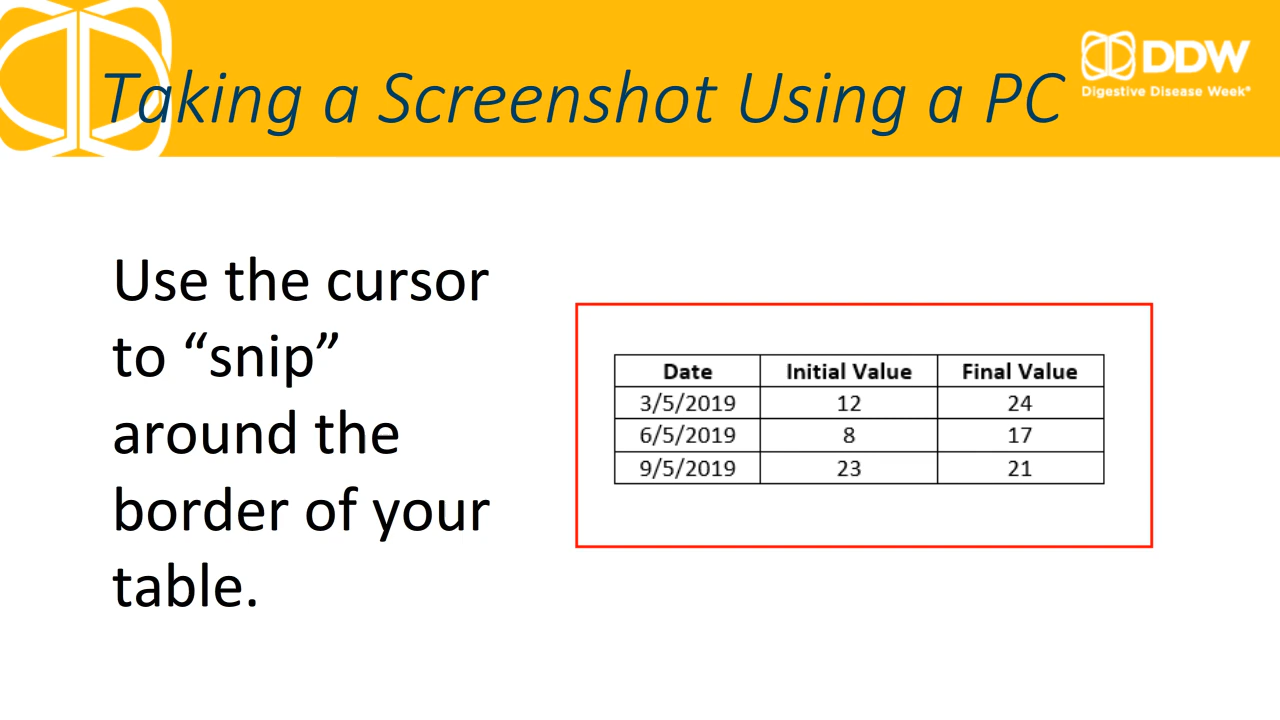 Taking a Screenshot Using a PC
DDW
Digestive Disease Week®
Use the cursor
to “snip”
around the
border of your
table.
Date Initial Value Final Value
3/5/2019 12 24
6/5/2019 8 17
9/5/2019 23 21